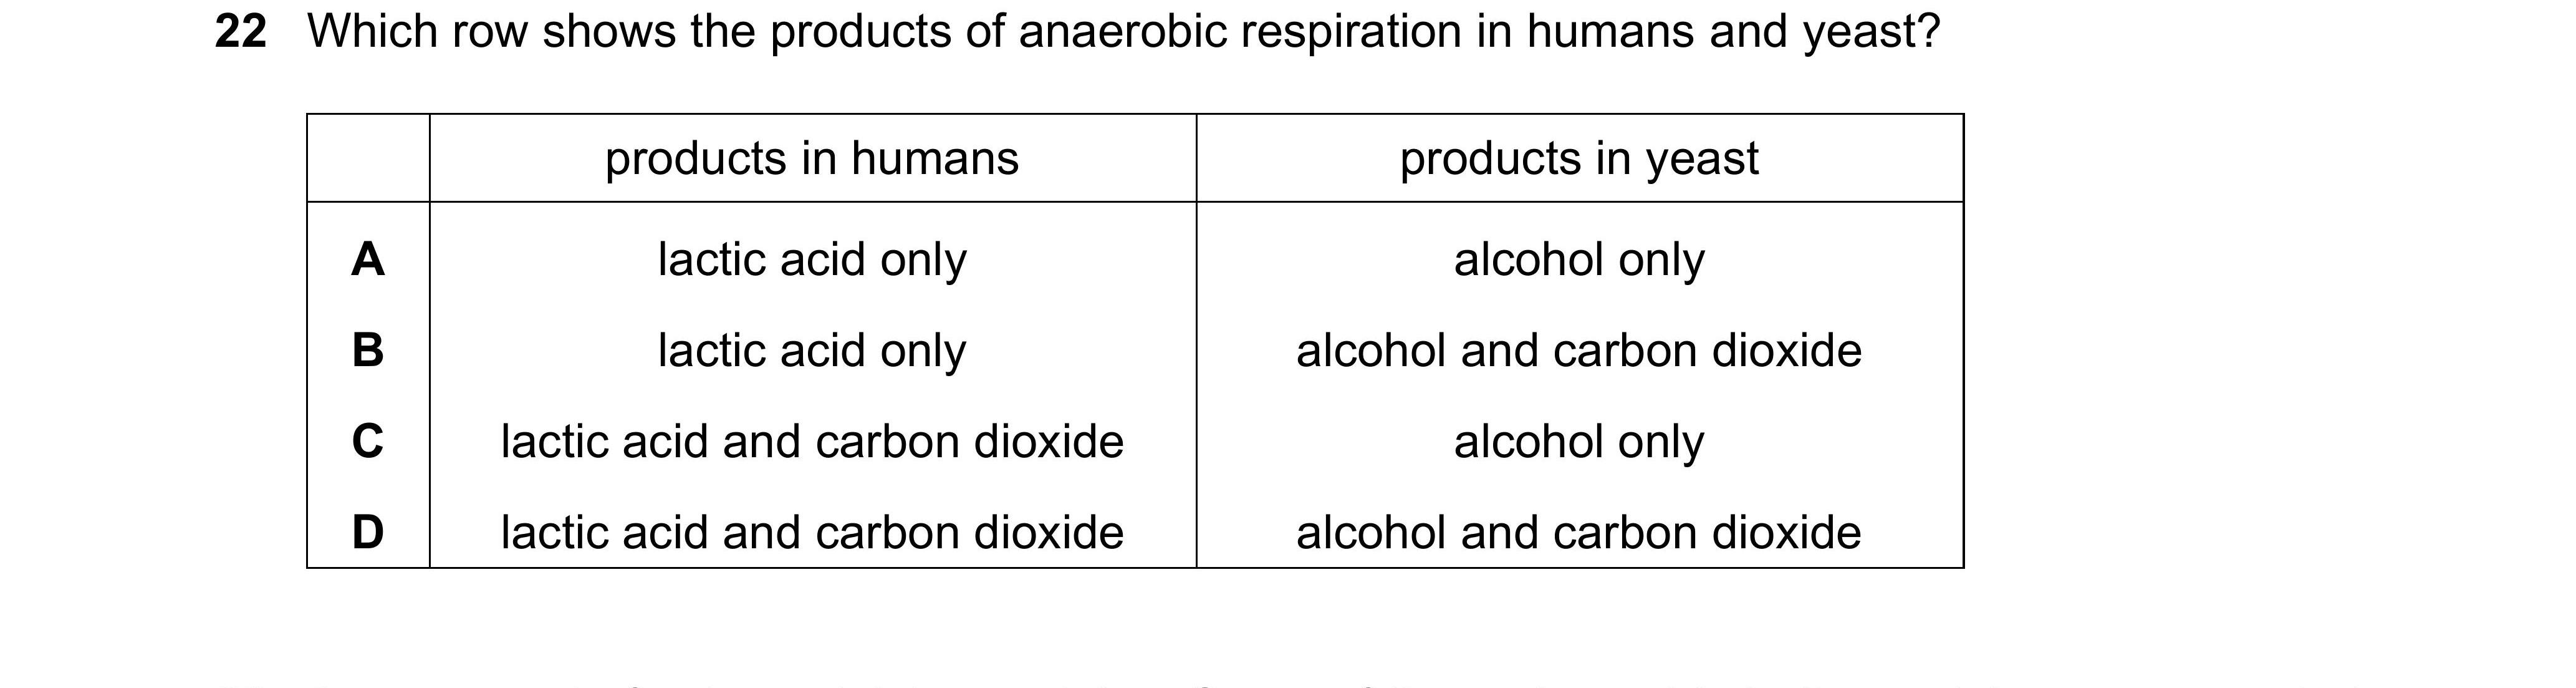 22 Which row shows the products of anaerobic respiration in humans and yeast?
products in humans products in yeast
A lactic acid only alcohol only
B lactic acid only alcohol and carbon dioxide
C lactic acid and carbon dioxide alcohol only
D lactic acid and carbon dioxide alcohol and carbon dioxide